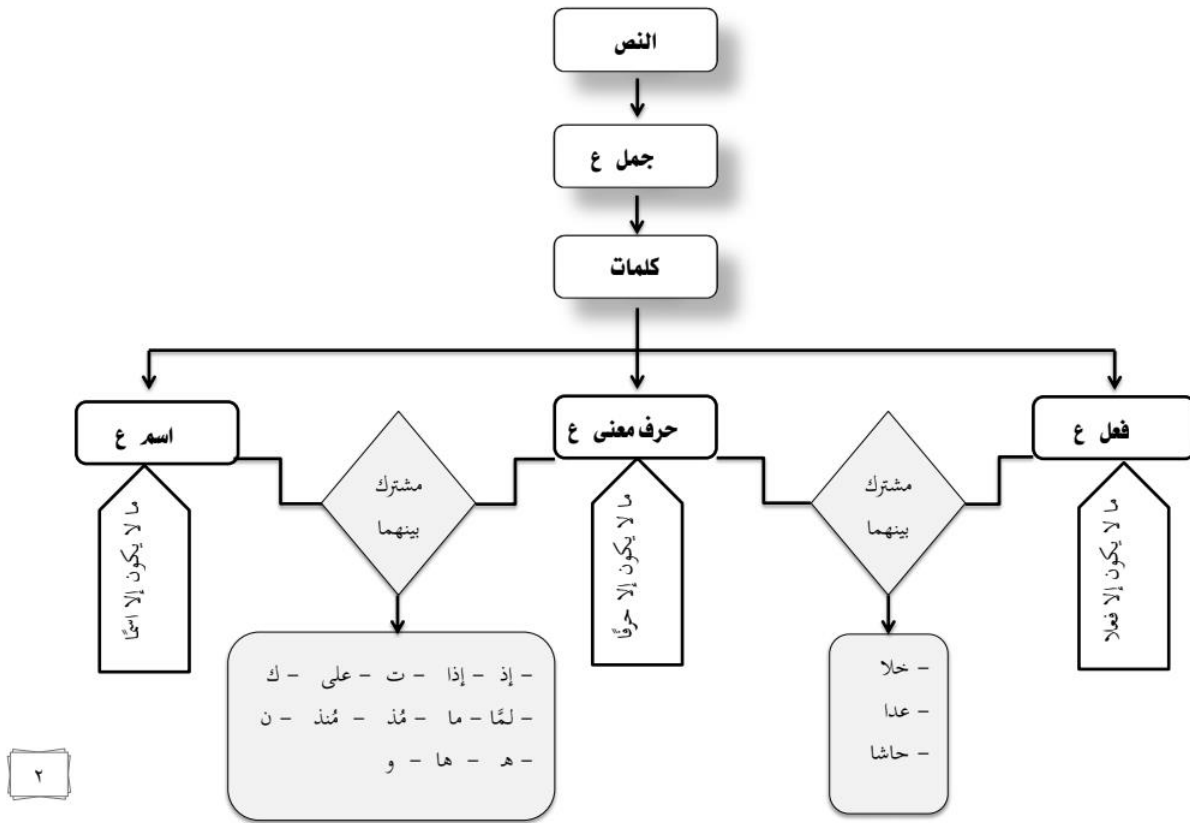 النص
جمل ع
كلمات
فعل ع
حرف معنى ع
اسم ع
مشترك
بينهما
مشترك
بينهما
ما لا يكون إلا فعلا
ما لا يكون إلا حرفًا
ما لا يكون إلا اسمًا
- خلا
- عدا
- حاشا
- إذ - إذا - ت - على - ك
- لمَّا - ما - مُذ - مُنذ - ن
- هـ - ها - و
٢